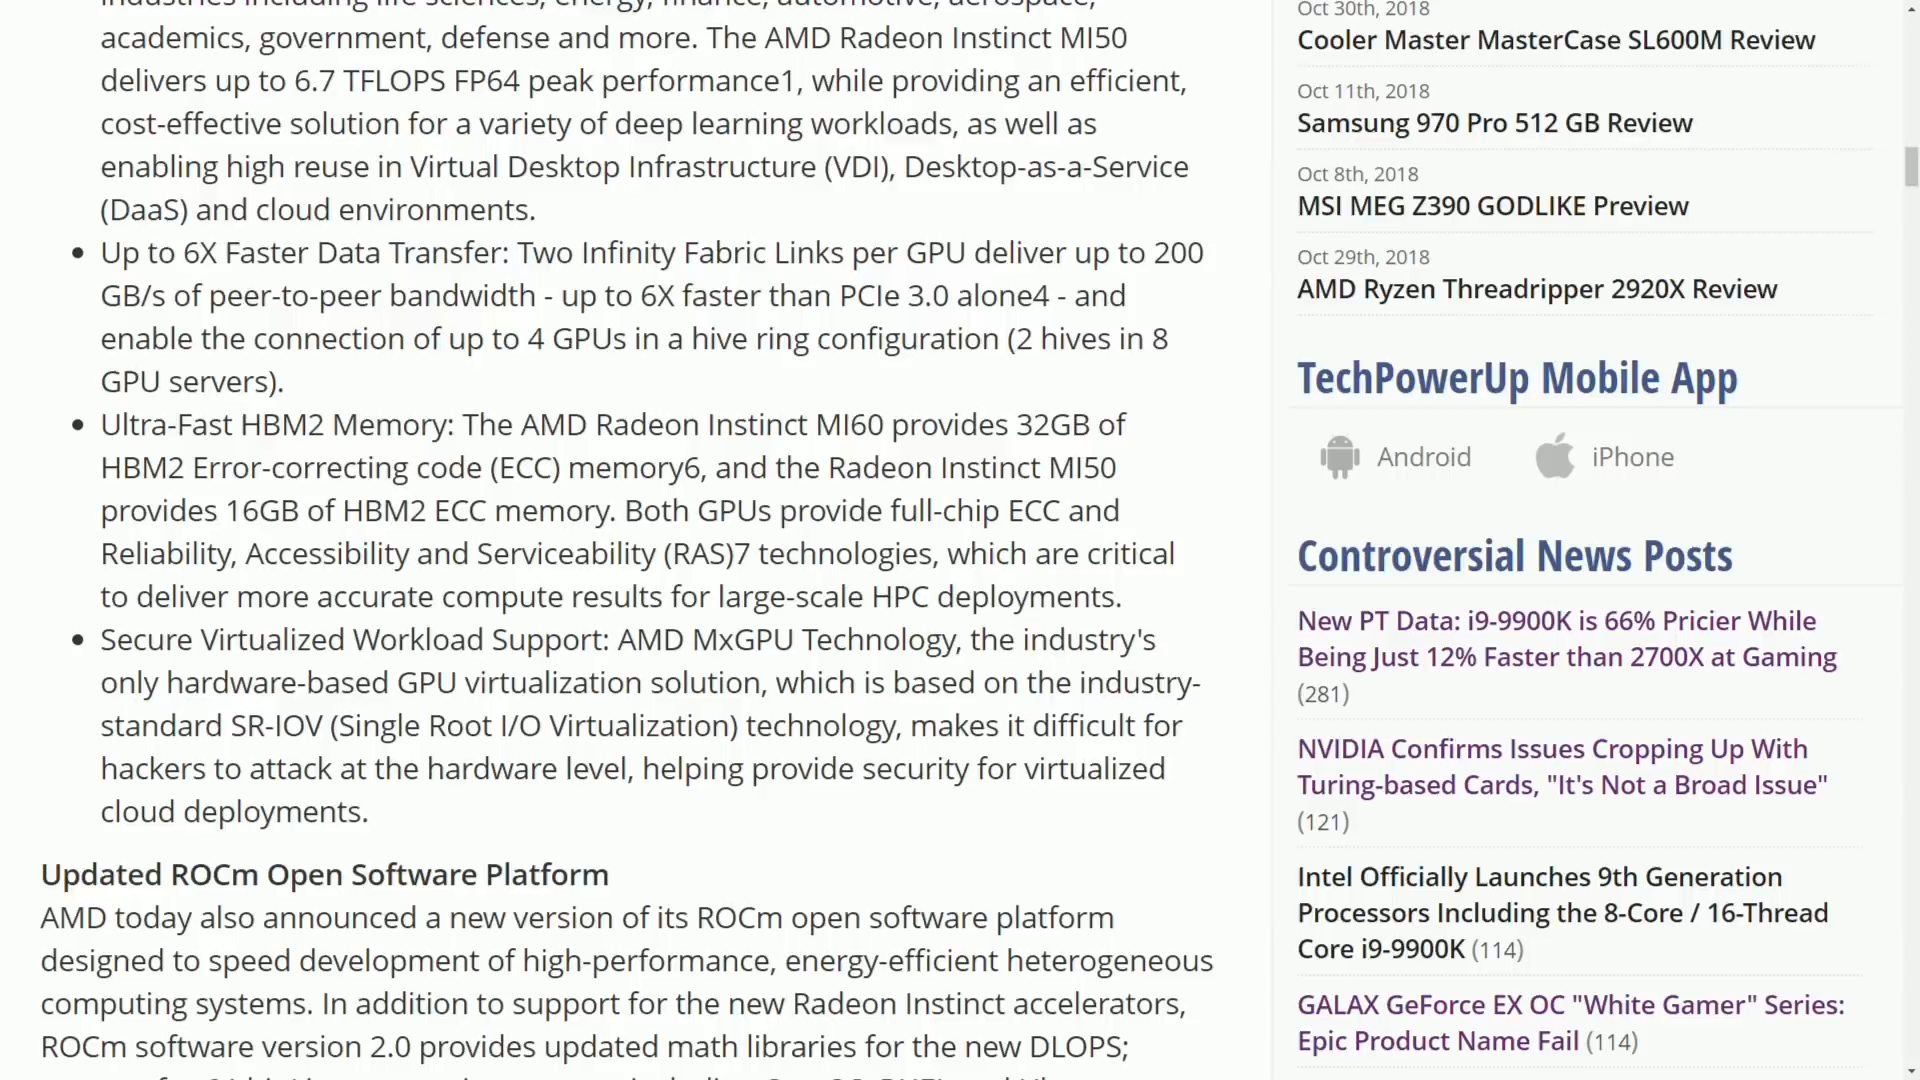 industries including life sciences, energy, finance, automotive, aerospace,
academics, government, defense and more. The AMD Radeon Instinct MI50
delivers up to 6.7 TFLOPS FP64 peak performance1, while providing an efficient,
cost-effective solution for a variety of deep learning workloads, as well as
enabling high reuse in Virtual Desktop Infrastructure (VDI), Desktop-as-a-Service
(DaaS) and cloud environments.
Up to 6X Faster Data Transfer: Two Infinity Fabric Links per GPU deliver up to 200
GB/s of peer-to-peer bandwidth - up to 6X faster than PCIe 3.0 alone4 - and
enable the connection of up to 4 GPUs in a hive ring configuration (2 hives in 8
GPU servers).
Ultra-Fast HBM2 Memory: The AMD Radeon Instinct MI60 provides 32GB of
HBM2 Error-correcting code (ECC) memory6, and the Radeon Instinct MI50
provides 16GB of HBM2 ECC memory. Both GPUs provide full-chip ECC and
Reliability, Accessibility and Serviceability (RAS)7 technologies, which are critical
to deliver more accurate compute results for large-scale HPC deployments.
Secure Virtualized Workload Support: AMD MxGPU Technology, the industry's
only hardware-based GPU virtualization solution, which is based on the industry-
standard SR-IOV (Single Root I/O Virtualization) technology, makes it difficult for
hackers to attack at the hardware level, helping provide security for virtualized
cloud deployments.
Updated ROCm Open Software Platform
AMD today also announced a new version of its ROCm open software platform
designed to speed development of high-performance, energy-efficient heterogeneous
computing systems. In addition to support for the new Radeon Instinct accelerators,
ROCm software version 2.0 provides updated math libraries for the new DLOPS;
Oct 30th, 2018
Cooler Master MasterCase SL600M Review
Oct 11th, 2018
Samsung 970 Pro 512 GB Review
Oct 8th, 2018
MSI MEG Z390 GODLIKE Preview
Oct 29th, 2018
AMD Ryzen Threadripper 2920X Review
TechPowerUp Mobile App
Android
iPhone
Controversial News Posts
New PT Data: i9-9900K is 66% Pricier While
Being Just 12% Faster than 2700X at Gaming
(281)
NVIDIA Confirms Issues Cropping Up With
Turing-based Cards, "It's Not a Broad Issue"
(121)
Intel Officially Launches 9th Generation
Processors Including the 8-Core / 16-Thread
Core i9-9900K (114)
GALAX GeForce EX OC "White Gamer" Series:
Epic Product Name Fail (114)